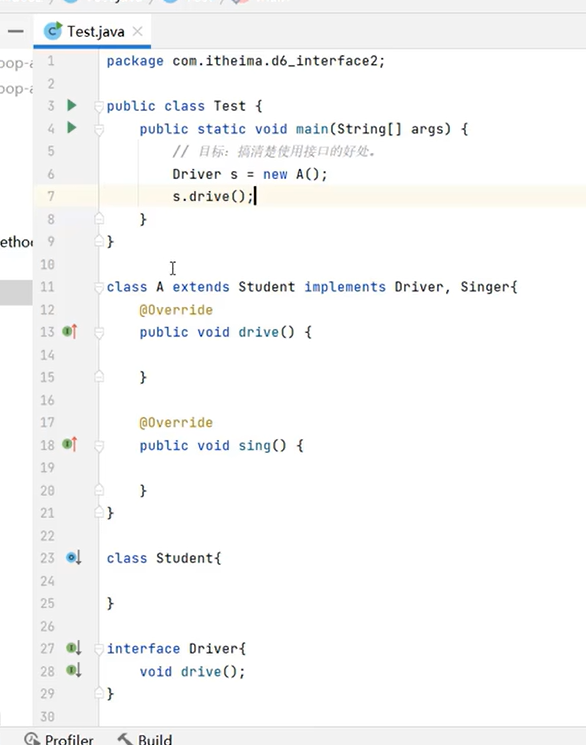 Test.java
1 package com.itheima.d6_interface2;
2
3 public class Test {
4 public static void main(String[] args) {
5 // 目标：搞清楚使用接口的好处。
6 Driver s = new A();
7 s.drive();
8 }
9 }
10
11 class A extends Student implements Driver, Singer{
12 @Override
13 public void drive() {
14
15 }
16
17 @Override
18 public void sing() {
19
20 }
21 }
22
23 class Student{
24
25 }
26
27 interface Driver{
28 void drive();
29 }
30
Profiler Build